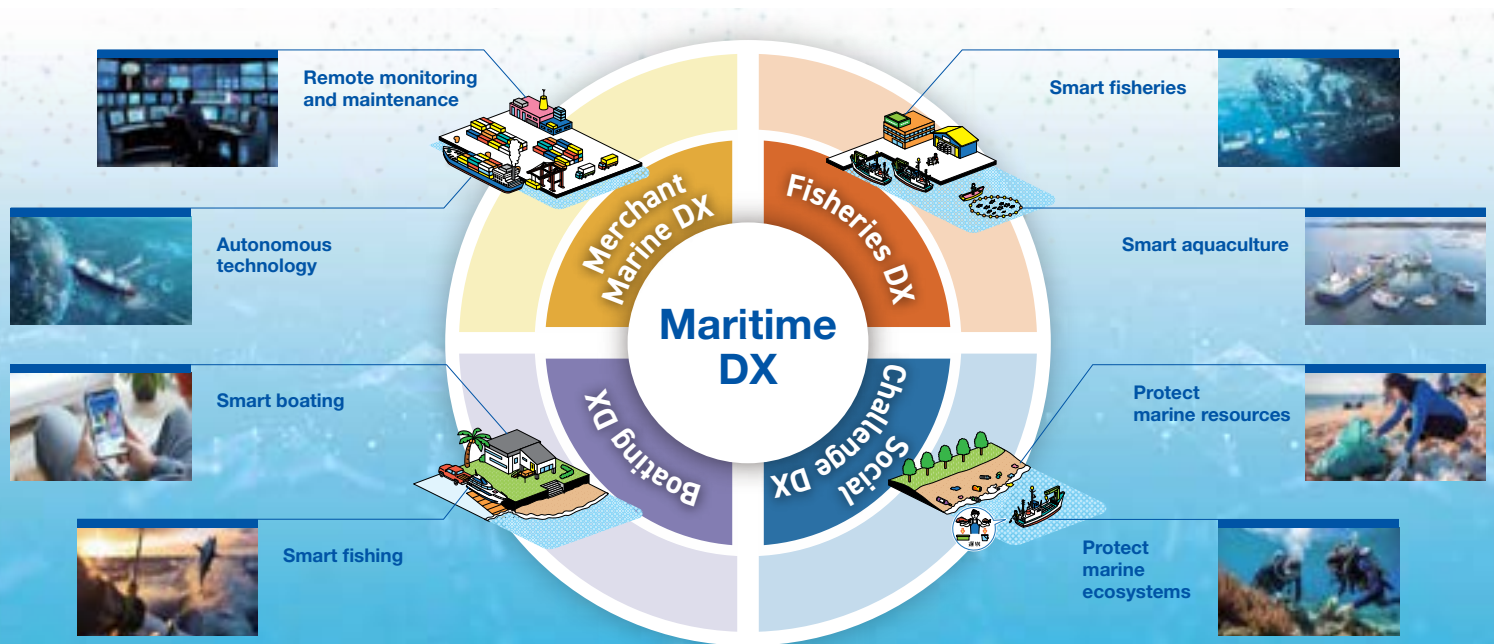 Remote monitoring
and maintenance
Autonomous
technology
Smart boating
Smart fishing
Merchant
Marine DX
Fisheries DX
Maritime
DX
Boating DX
Social
Challenge DX
Smart fisheries
Smart aquaculture
Protect
marine resources
Protect
marine
ecosystems